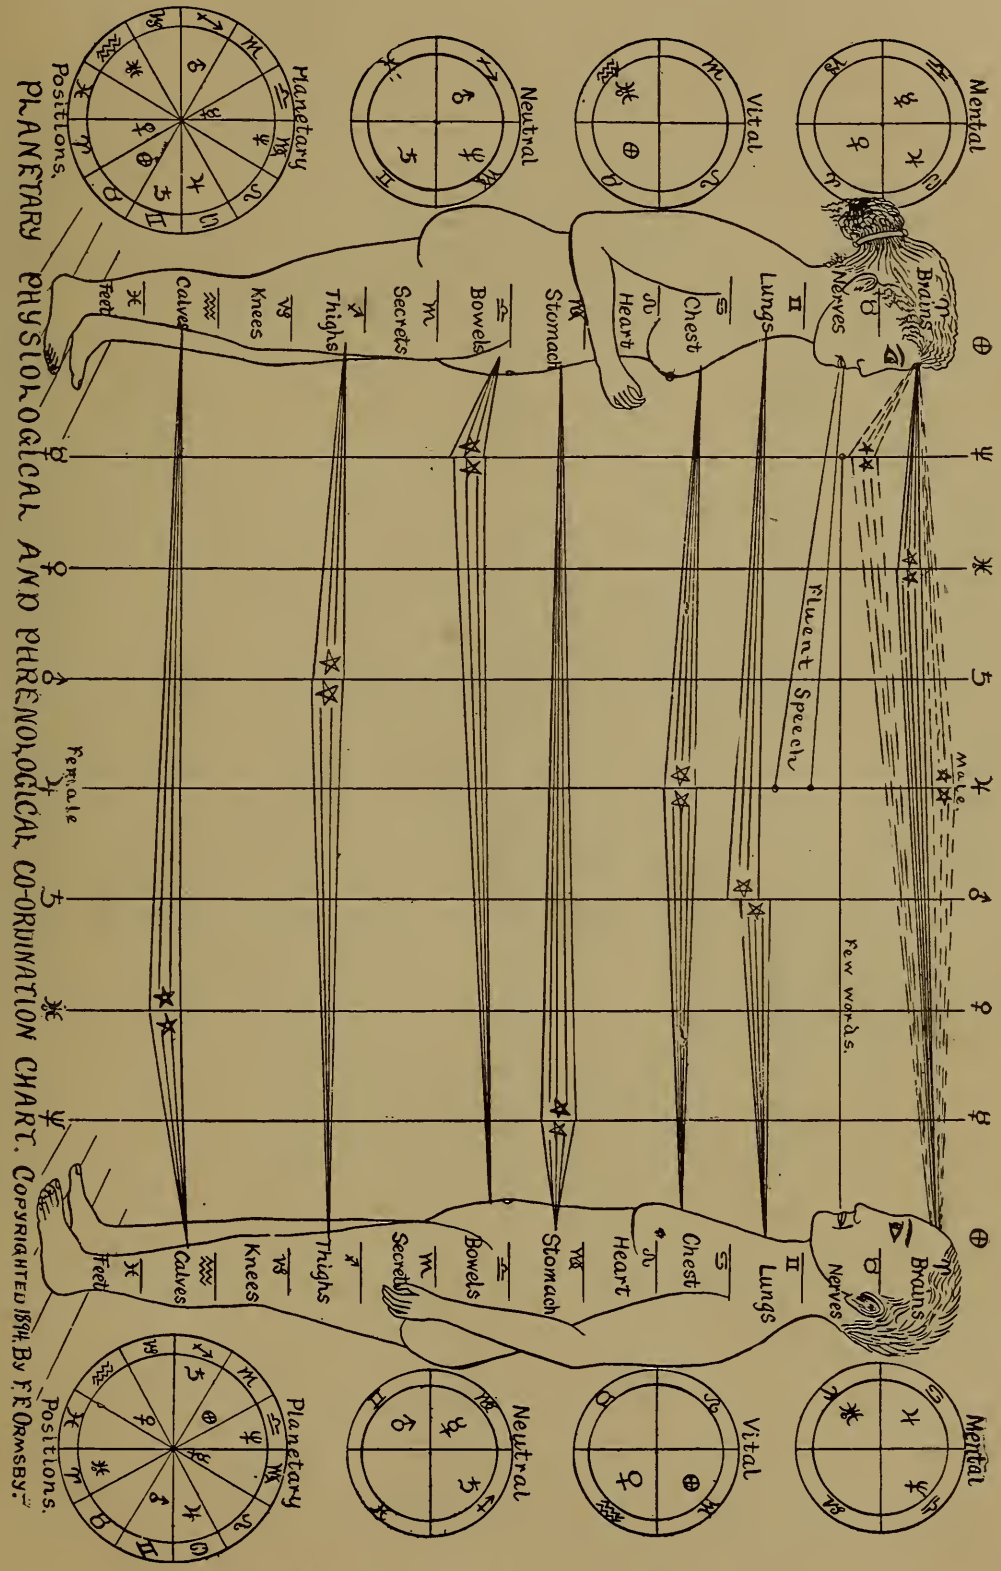 Mental
⊕ ♆ ♅ ♄ ♃ ♂ ♀ ☿ ⊕
Mental
Male.
♈
Brains
♈
Brains
♉
Nerves
♉
Nerves
Few words.
Fluent Speech
♊
Lungs
♊
Lungs
Vital
♋
Chest
♋
Chest
Vital
♌
Heart
♌
Heart
♍
Stomach
♍
Stomach
Neutral
♎
Bowels
♎
Bowels
Neutral
♏
Secrets
♏
Secrets
♐
Thighs
♐
Thighs
Planetary
Positions.
♑
Knees
♑
Knees
Planetary
Positions.
♒
Calves
♒
Calves
♓
Feet
♓
Feet
Female
☿ ♀ ♂ ♃ ♄ ♅ ♆
PLANETARY PHYSIOLOGICAL AND PHRENOLOGICAL CO-ORDINATION CHART. COPYRIGHTED 1894. By F.E. ORMSBY.